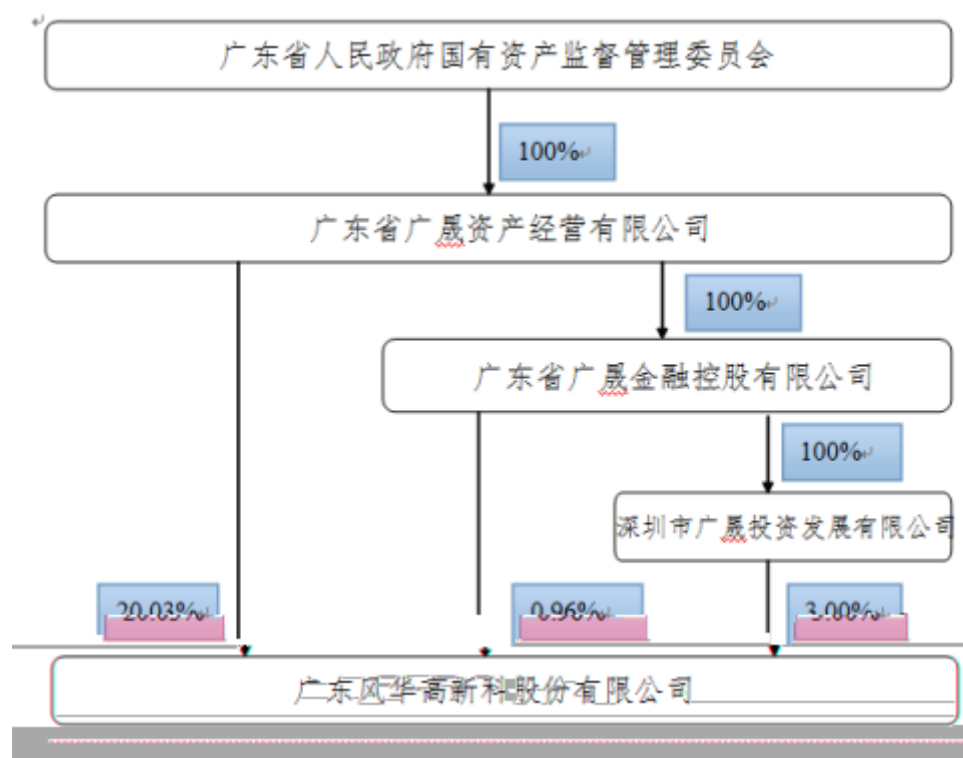 广东省人民政府国有资产监督管理委员会
100%
广东省广晟资产经营有限公司
100%
广东省广晟金融控股有限公司
100%
深圳市广晟投资发展有限公司
20.03%
0.96%
3.00%
广东风华高新科股份有限公司